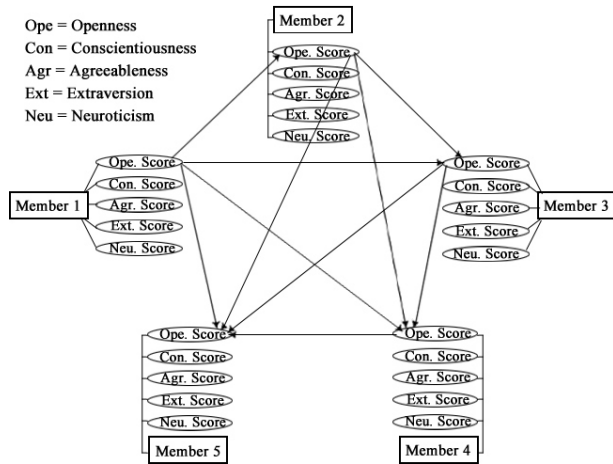 Ope = Openness
Con = Conscientiousness
Agr = Agreeableness
Ext = Extraversion
Neu = Neuroticism
Member 2
Ope. Score
Con. Score
Agr. Score
Ext. Score
Neu. Score
Member 1
Ope. Score
Con. Score
Agr. Score
Ext. Score
Neu. Score
Member 3
Ope. Score
Con. Score
Agr. Score
Ext. Score
Neu. Score
Ope. Score
Con. Score
Agr. Score
Ext. Score
Neu. Score
Member 5
Ope. Score
Con. Score
Agr. Score
Ext. Score
Neu. Score
Member 4